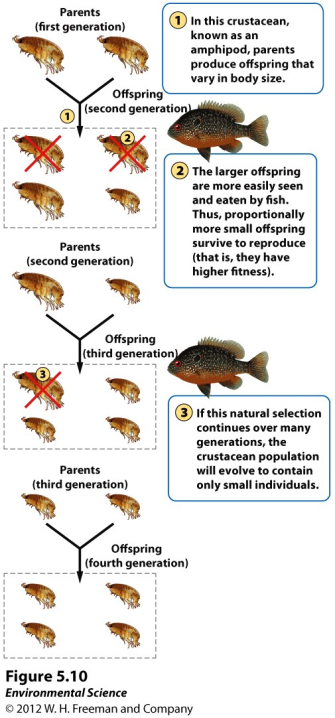 Parents
(first generation)
1 In this crustacean,
known as an
amphipod, parents
produce offspring that
vary in body size.
Offspring
(second generation)
1
2
2 The larger offspring
are more easily seen
and eaten by fish.
Thus, proportionally
more small offspring
survive to reproduce
(that is, they have
higher fitness).
Parents
(second generation)
Offspring
(third generation)
3
3 If this natural selection
continues over many
generations, the
crustacean population
will evolve to contain
only small individuals.
Parents
(third generation)
Offspring
(fourth generation)
Figure 5.10
Environmental Science
© 2012 W. H. Freeman and Company